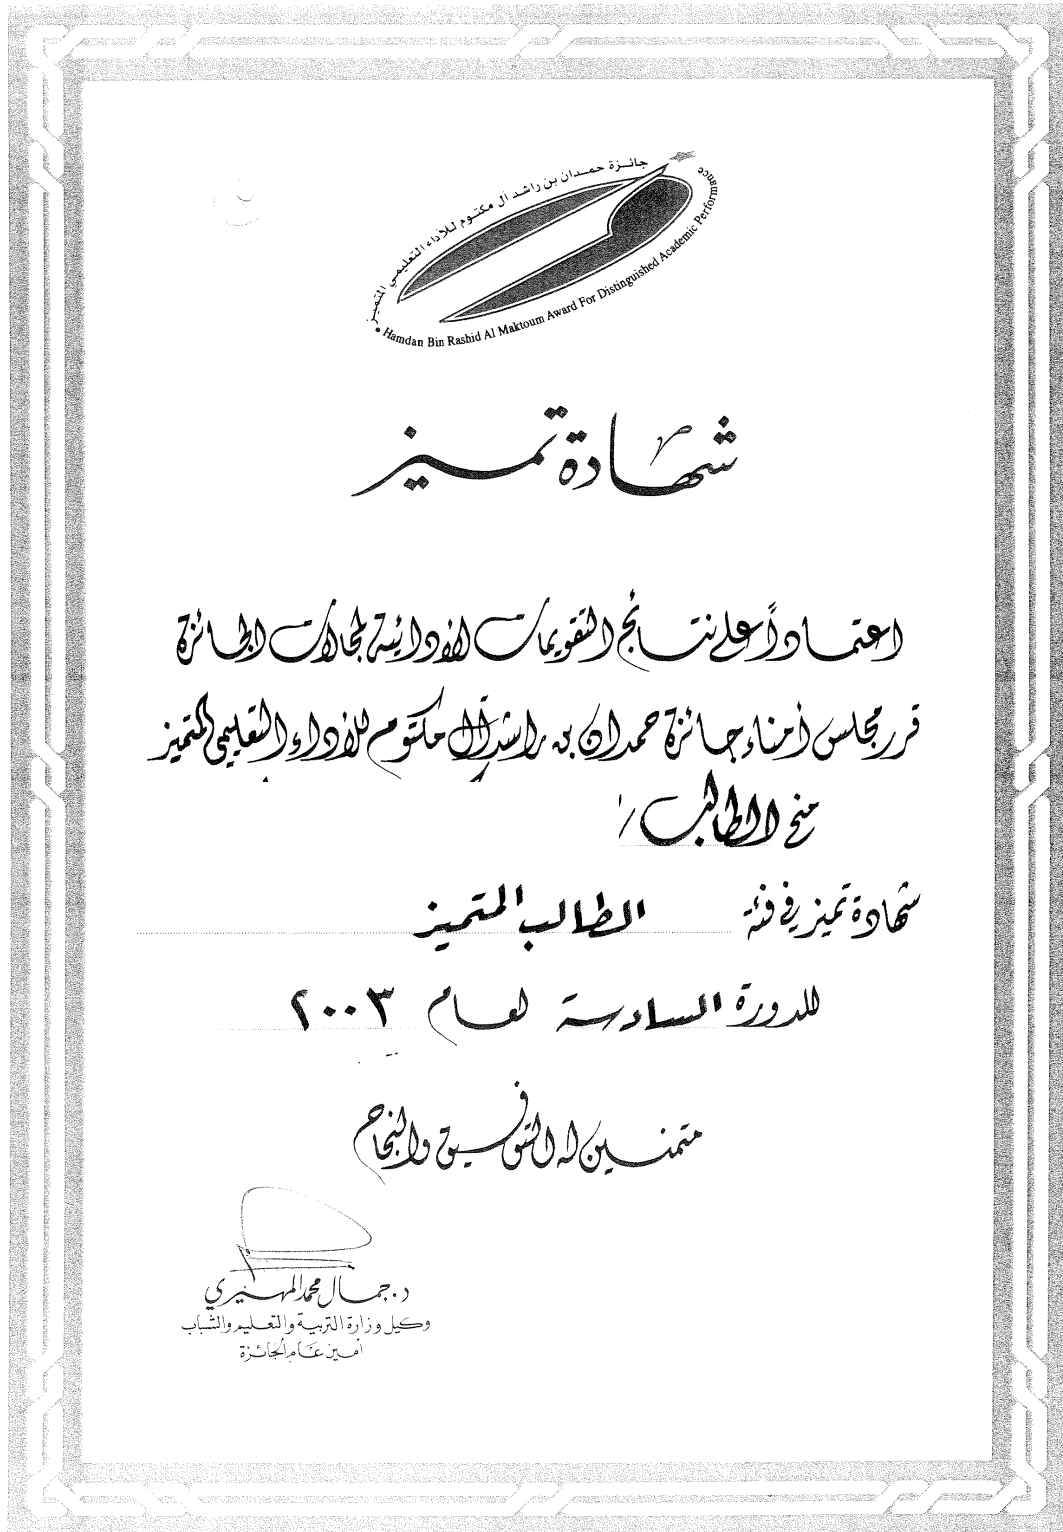 جائزة حمدان بن راشد آل مكتوم للأداء التعليمي المتميز
Hamdan Bin Rashid Al Maktoum Award For Distinguished Academic Performance
شهادة تميز
اعتماداً على نتائج التقويمات الأدائية لمجالات الجائزة
قرر مجلس أمناء جائزة حمدان بن راشد آل مكتوم للأداء التعليمي المتميز
منح الطالب /
شهادة تميز في فئة الطالب المتميز
للدورة السادسة لعام ٢٠٠٣
متمنين له التوفيق والنجاح
د. جمال محمد المهيري
وكيل وزارة التربية والتعليم والشباب
أمين عام الجائزة